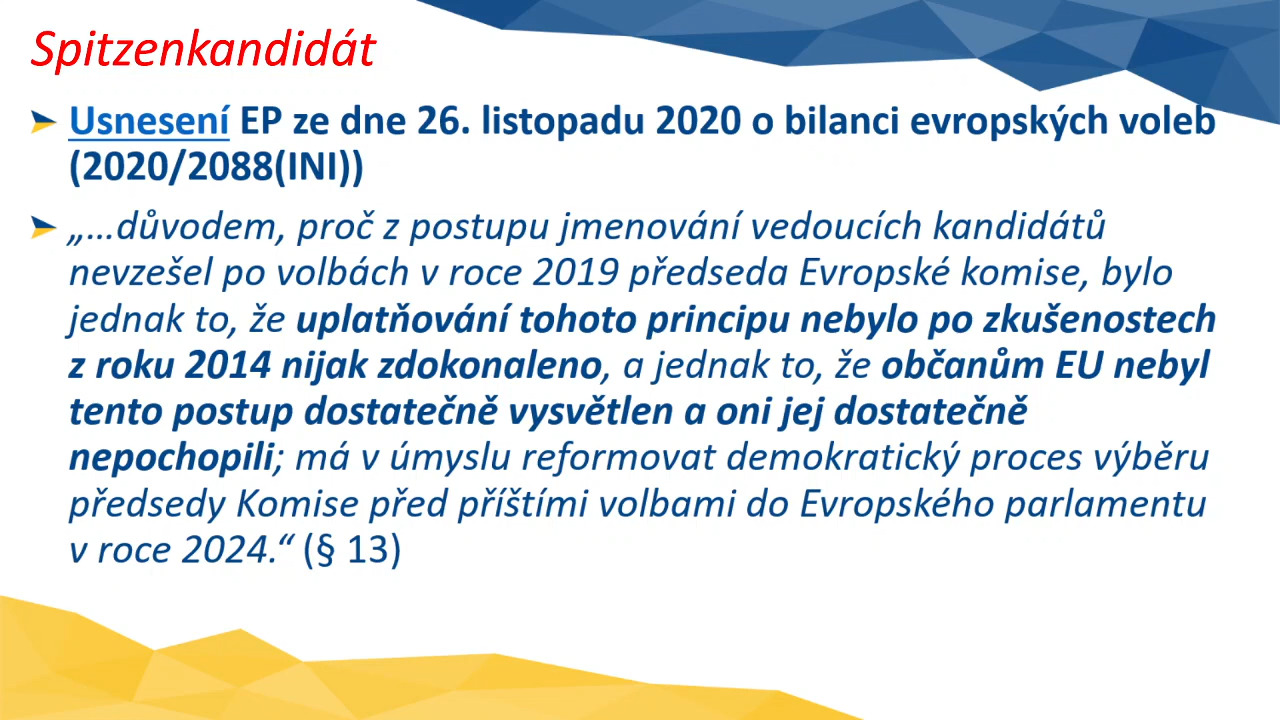 Spitzenkandidát
Usnesení EP ze dne 26. listopadu 2020 o bilanci evropských voleb
(2020/2088(INI))
„…důvodem, proč z postupu jmenování vedoucích kandidátů
nevzešel po volbách v roce 2019 předseda Evropské komise, bylo
jednak to, že uplatňování tohoto principu nebylo po zkušenostech
z roku 2014 nijak zdokonaleno, a jednak to, že občanům EU nebyl
tento postup dostatečně vysvětlen a oni jej dostatečně
nepochopili; má v úmyslu reformovat demokratický proces výběru
předsedy Komise před příštími volbami do Evropského parlamentu
v roce 2024.“ (§ 13)